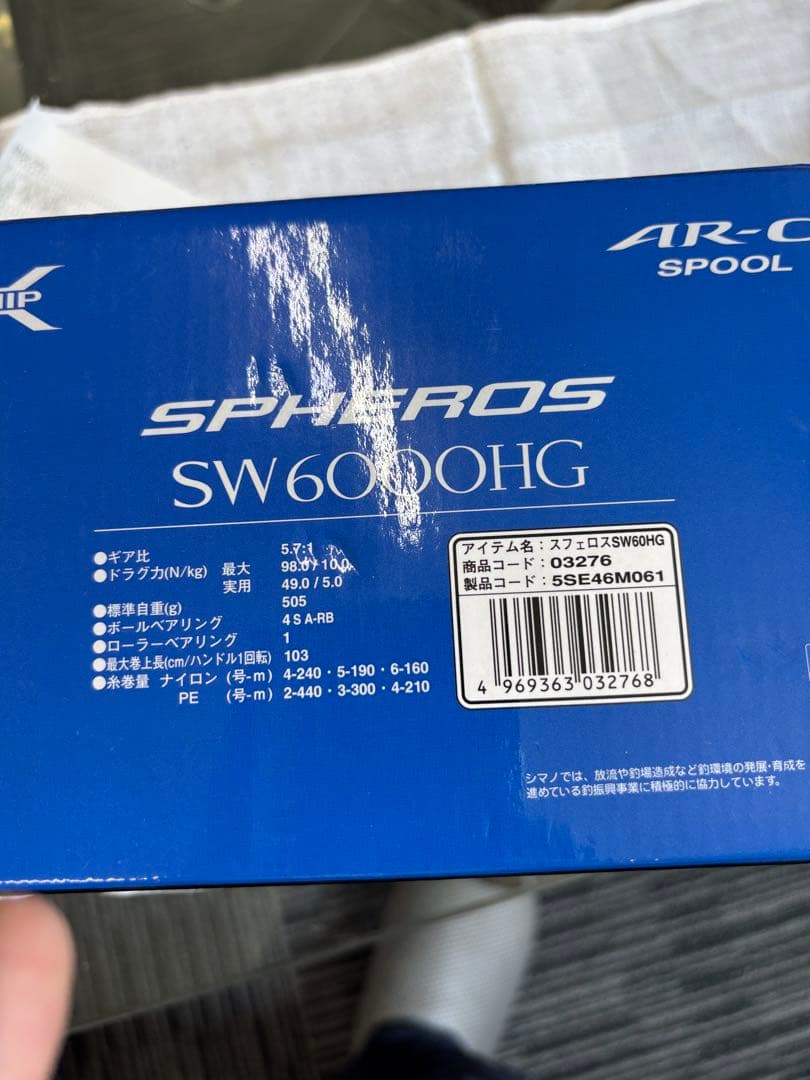 HIP
AR-C
SPOOL
SPHEROS
SW6000HG
●ギア比 5.7:1
●ドラグ力(N/kg) 最大 98.0 / 10.0
実用 49.0 / 5.0
●標準自重(g) 505
●ボールベアリング 4 S A-RB
●ローラーベアリング 1
●最大巻上長(cm/ハンドル1回転) 103
●糸巻量 ナイロン (号-m) 4-240・5-190・6-160
PE (号-m) 2-440・3-300・4-210
アイテム名:スフェロスSW60HG
商品コード:03276
製品コード:5SE46M061
4 969363 032768
シマノでは、放流や釣場造成など釣環境の発展・育成を
進めている釣振興事業に積極的に協力しています。